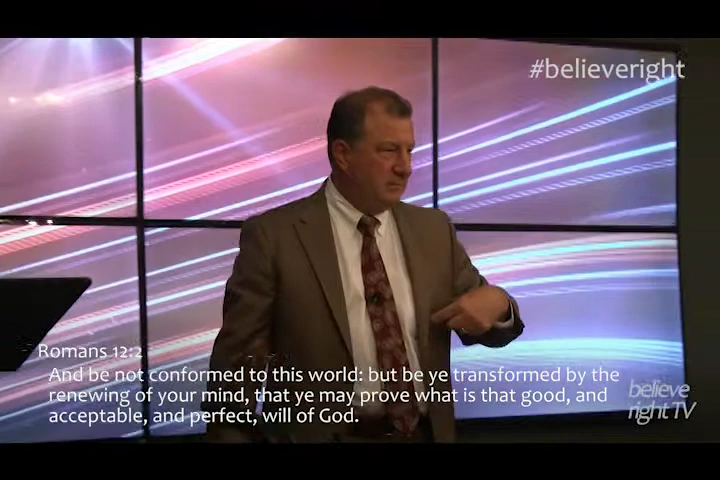 #believeright
Romans 12:2
And be not conformed to this world: but be ye transformed by the
renewing of your mind, that ye may prove what is that good, and
acceptable, and perfect, will of God.
believe
right TV